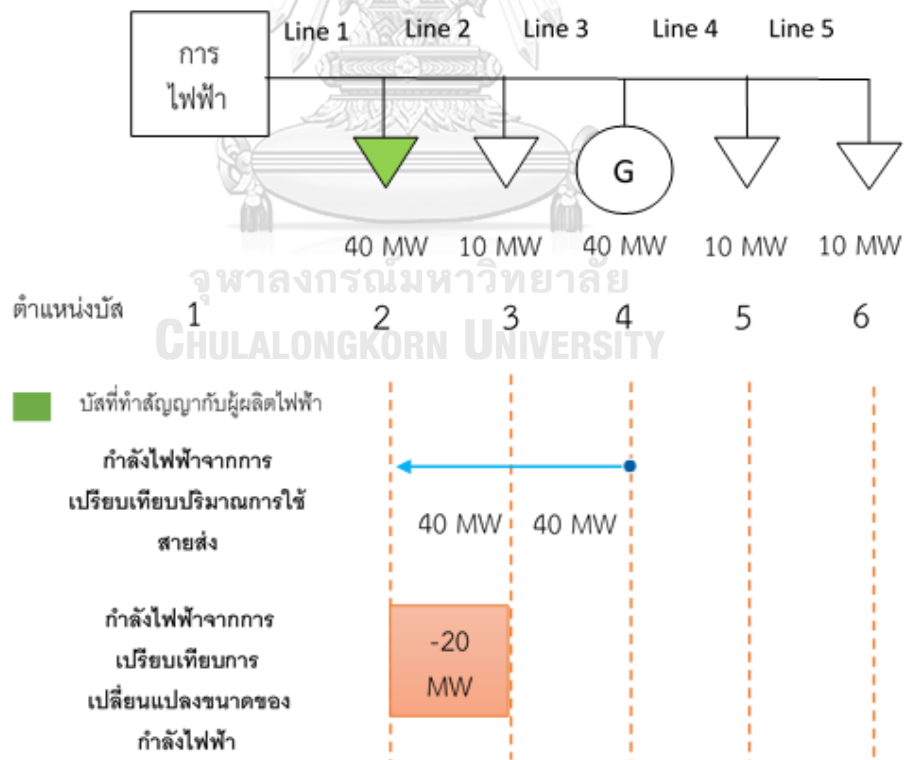 Line 1 Line 2 Line 3 Line 4 Line 5
การ
ไฟฟ้า
G
40 MW 10 MW 40 MW 10 MW 10 MW
จุฬาลงกรณ์มหาวิทยาลัย
ตำแหน่งบัส 1 2 3 4 5 6
CHULALONGKORN UNIVERSITY
บัสที่ทำสัญญากับผู้ผลิตไฟฟ้า
กำลังไฟฟ้าจากการ
เปรียบเทียบปริมาณการใช้
สายส่ง
40 MW 40 MW
กำลังไฟฟ้าจากการ
เปรียบเทียบการ
เปลี่ยนแปลงขนาดของ
กำลังไฟฟ้า
-20
MW